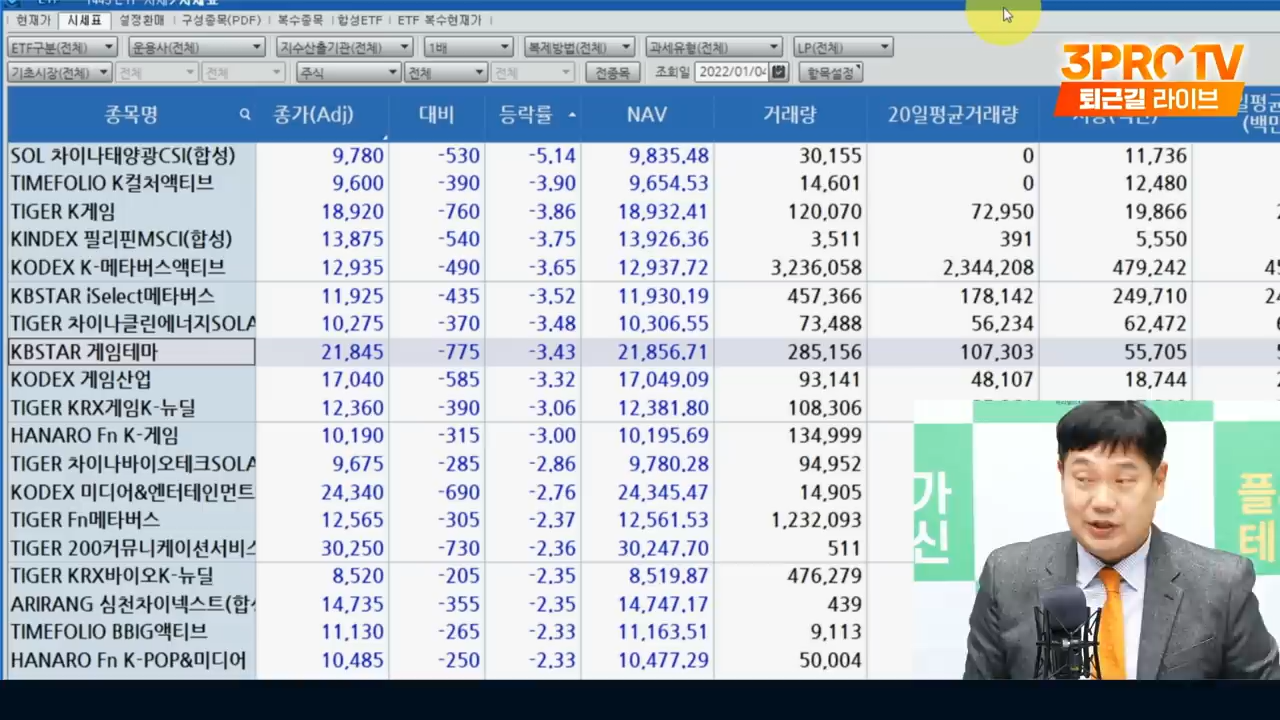 현재가 시세표 설정환매 구성종목(PDF) 복수종목 합성ETF ETF 복수현재가
ETF구분(전체) 운용사(전체) 지수산출기관(전체) 1배 복제방법(전체) 과세유형(전체) LP(전체)
기초시장(전체) 전체 전체 주식 전체 전체 전종목 조회일 2022/01/04 항목설정
3PRO TV
퇴근길 라이브
종목명 종가(Adj) 대비 등락률 NAV 거래량 20일평균거래량
SOL 차이나태양광CSI(합성) 9,780 -530 -5.14 9,835.48 30,155 0 11,736
TIMEFOLIO K컬처액티브 9,600 -390 -3.90 9,654.53 14,601 0 12,480
TIGER K게임 18,920 -760 -3.86 18,932.41 120,070 72,950 19,866
KINDEX 필리핀MSCI(합성) 13,875 -540 -3.75 13,926.36 3,511 391 5,550
KODEX K-메타버스액티브 12,935 -490 -3.65 12,937.72 3,236,058 2,344,208 479,242
KBSTAR iSelect메타버스 11,925 -435 -3.52 11,930.19 457,366 178,142 249,710
TIGER 차이나클린에너지SOLA 10,275 -370 -3.48 10,306.55 73,488 56,234 62,472
KBSTAR 게임테마 21,845 -775 -3.43 21,856.71 285,156 107,303 55,705
KODEX 게임산업 17,040 -585 -3.32 17,049.09 93,141 48,107 18,744
TIGER KRX게임K-뉴딜 12,360 -390 -3.06 12,381.80 108,306
HANARO Fn K-게임 10,190 -315 -3.00 10,195.69 134,999
TIGER 차이나바이오테크SOLA 9,675 -285 -2.86 9,780.28 94,952
KODEX 미디어&엔터테인먼트 24,340 -690 -2.76 24,345.47 14,905
TIGER Fn메타버스 12,565 -305 -2.37 12,561.53 1,232,093
TIGER 200커뮤니케이션서비스 30,250 -730 -2.36 30,247.70 511
TIGER KRX바이오K-뉴딜 8,520 -205 -2.35 8,519.87 476,279
ARIRANG 심천차이넥스트(합 14,735 -355 -2.35 14,747.17 439
TIMEFOLIO BBIG액티브 11,130 -265 -2.33 11,163.51 9,113
HANARO Fn K-POP&미디어 10,485 -250 -2.33 10,477.29 50,004
가 플
신 테